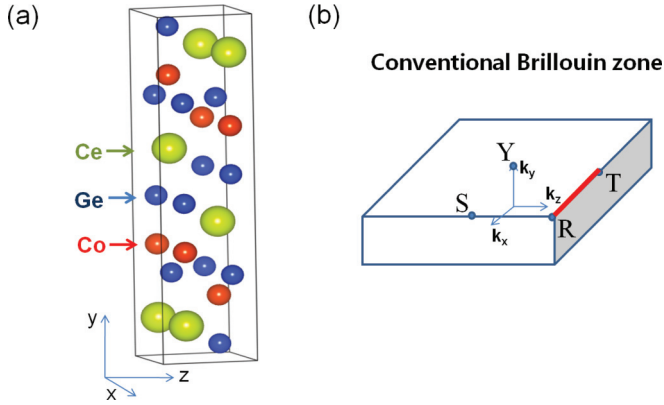 (a)
Ce
Ge
Co
y
z
x
(b)
Conventional Brillouin zone
Y
ky
kz
T
S
R
kx